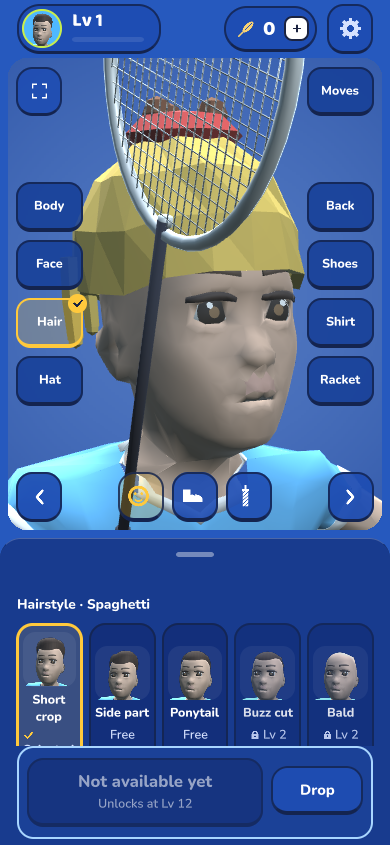 Lv 1
0
+
Moves
Body
Back
Face
Shoes
Hair
Shirt
Hat
Racket
Hairstyle · Spaghetti
Short crop
Side part
Free
Ponytail
Free
Buzz cut
Lv 2
Bald
Lv 2
Not available yet
Unlocks at Lv 12
Drop